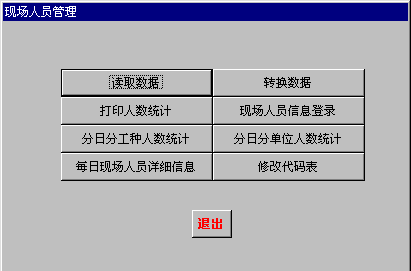 现场人员管理
读取数据 转换数据
打印人数统计 现场人员信息登录
分日分工种人数统计 分日分单位人数统计
每日现场人员详细信息 修改代码表
退出